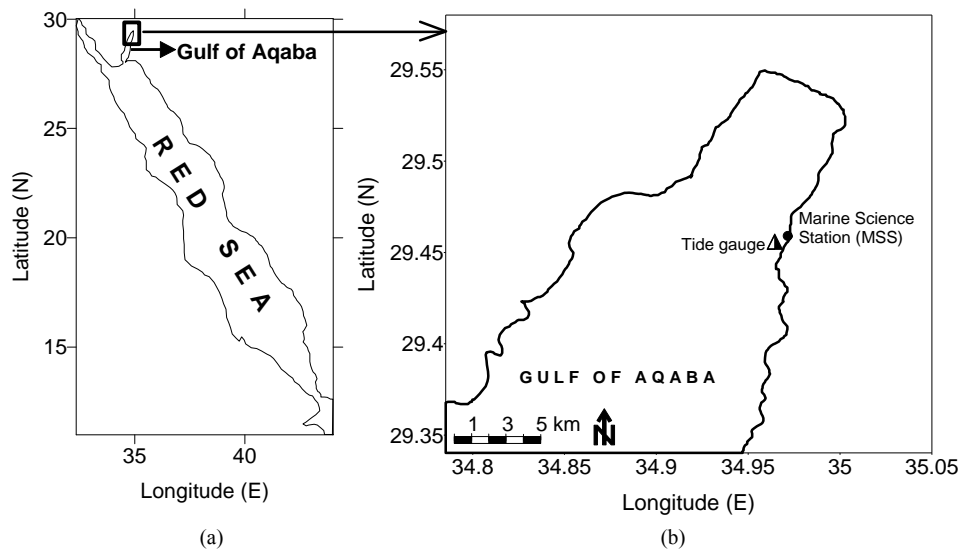 30
25
20
15
Latitude (N)
35
40
Longitude (E)
Gulf of Aqaba
RED SEA
(a)
29.55
29.5
29.45
29.4
29.35
Latitude (N)
34.8
34.85
34.9
34.95
35
35.05
Longitude (E)
Marine Science
Station (MSS)
Tide gauge
GULF OF AQABA
1 3 5 km
N
(b)